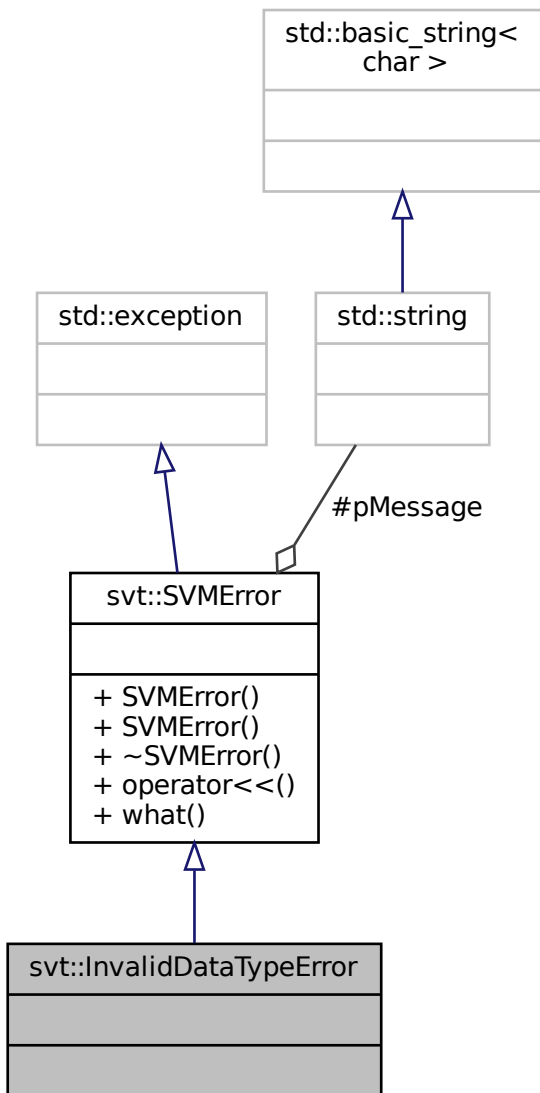 std::basic_string<
char >
std::exception
std::string
#pMessage
svt::SVMError
+ SVMError()
+ SVMError()
+ ~SVMError()
+ operator<<()
+ what()
svt::InvalidDataTypeError